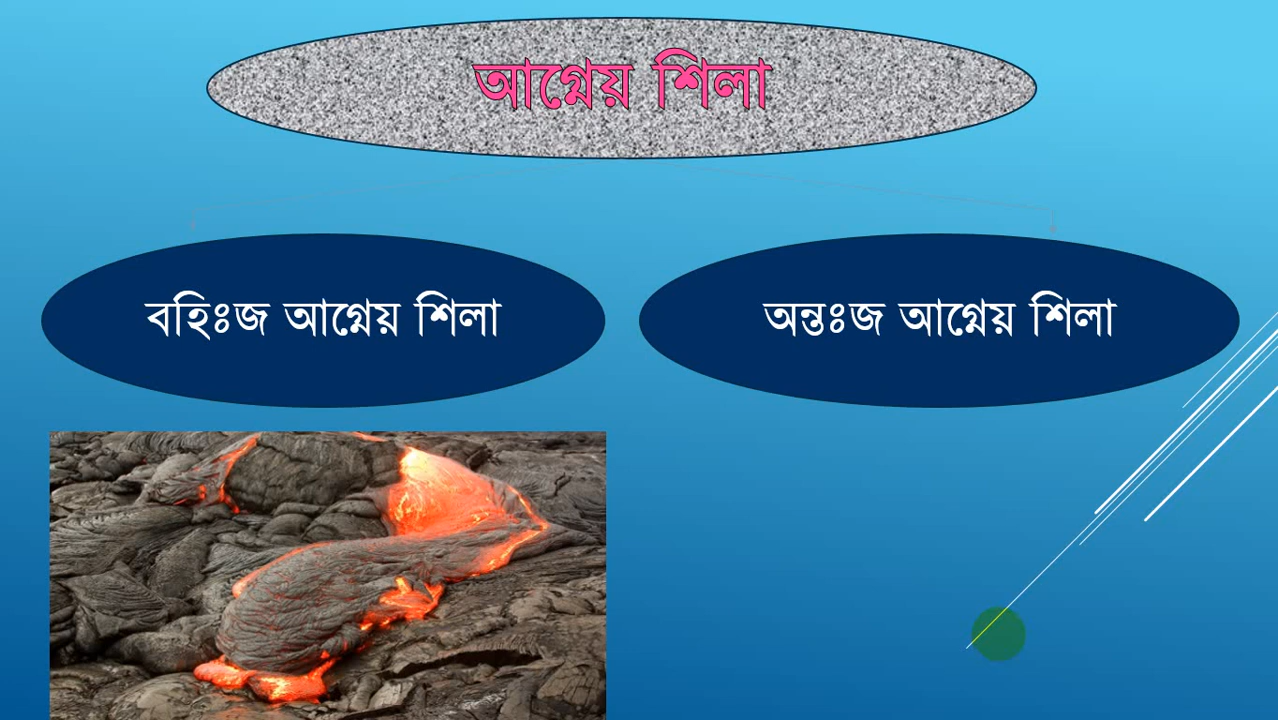 আগ্নেয় শিলা
বহিঃজ আগ্নেয় শিলা
অন্তঃজ আগ্নেয় শিলা